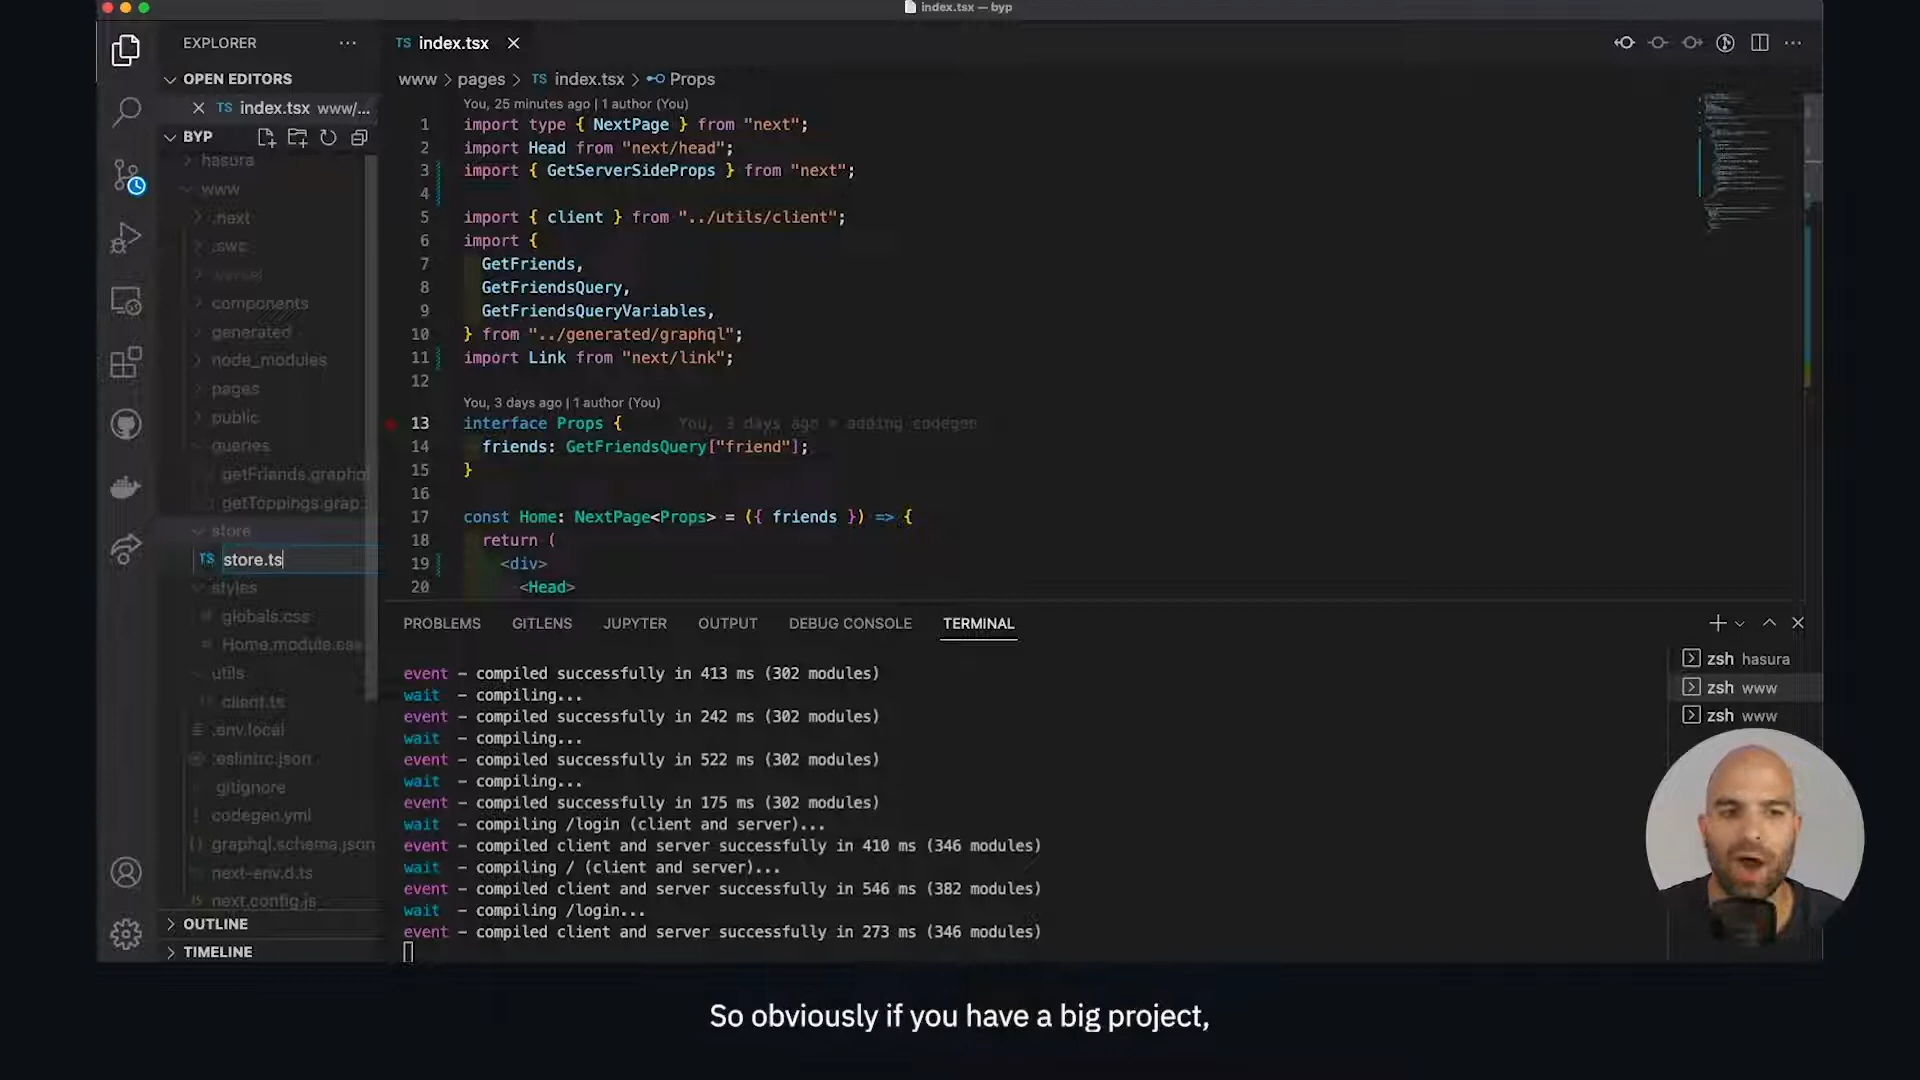 index.tsx — byp
EXPLORER
OPEN EDITORS
index.tsx www/...
BYP
hasura
www
.next
.swc
.vercel
components
generated
node_modules
pages
public
queries
getFriends.graphql
getToppings.grap...
store
TS store.ts
styles
globals.css
Home.module.css
utils
client.ts
.env.local
.eslintrc.json
.gitignore
codegen.yml
graphql.schema.json
next-env.d.ts
next.config.js
OUTLINE
TIMELINE
TS index.tsx
www > pages > TS index.tsx > Props
You, 25 minutes ago | 1 author (You)
1 import type { NextPage } from "next";
2 import Head from "next/head";
3 import { GetServerSideProps } from "next";
4
5 import { client } from "../utils/client";
6 import {
7 GetFriends,
8 GetFriendsQuery,
9 GetFriendsQueryVariables,
10 } from "../generated/graphql";
11 import Link from "next/link";
12
You, 3 days ago | 1 author (You)
13 interface Props { You, 3 days ago • adding codegen
14 friends: GetFriendsQuery["friend"];
15 }
16
17 const Home: NextPage<Props> = ({ friends }) => {
18 return (
19 <div>
20 <Head>
PROBLEMS GITLENS JUPYTER OUTPUT DEBUG CONSOLE TERMINAL
event - compiled successfully in 413 ms (302 modules)
wait - compiling...
event - compiled successfully in 242 ms (302 modules)
wait - compiling...
event - compiled successfully in 522 ms (302 modules)
wait - compiling...
event - compiled successfully in 175 ms (302 modules)
wait - compiling /login (client and server)...
event - compiled client and server successfully in 410 ms (346 modules)
wait - compiling / (client and server)...
event - compiled client and server successfully in 546 ms (382 modules)
wait - compiling /login...
event - compiled client and server successfully in 273 ms (346 modules)
zsh hasura
zsh www
zsh www
So obviously if you have a big project,